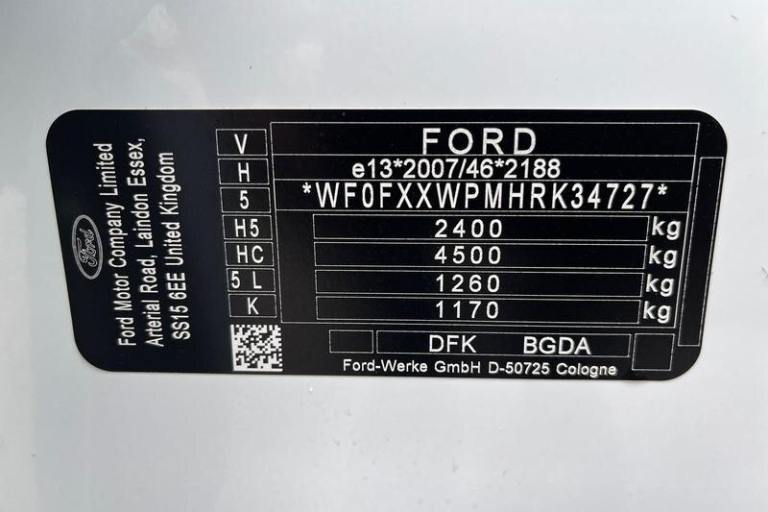 Ford
Ford Motor Company Limited
Arterial Road, Laindon Essex,
SS15 6EE United Kingdom
V
H
5
H5
HC
5 L
K
FORD
e13*2007/46*2188
*WF0FXXWPMHRK34727*
2400 kg
4500 kg
1260 kg
1170 kg
DFK BGDA
Ford-Werke GmbH D-50725 Cologne